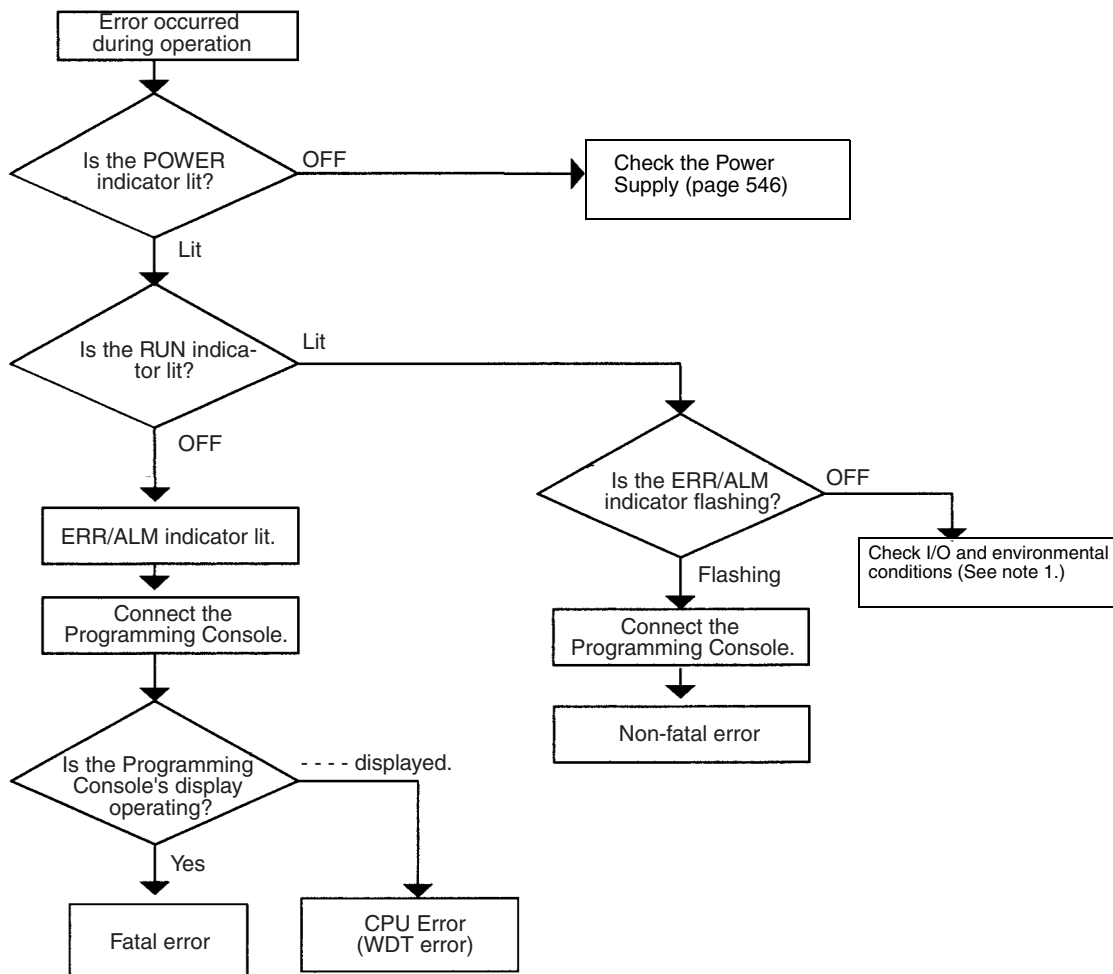 Error occurred
during operation
Is the POWER
indicator lit?
OFF
Check the Power
Supply (page 546)
Lit
Is the RUN indica-
tor lit?
Lit
OFF
Is the ERR/ALM
indicator flashing?
OFF
ERR/ALM indicator lit.
Check I/O and environmental
conditions (See note 1.)
Flashing
Connect the
Programming Console.
Connect the
Programming Console.
Non-fatal error
Is the Programming
Console's display
operating?
- - - - displayed.
Yes
Fatal error
CPU Error
(WDT error)